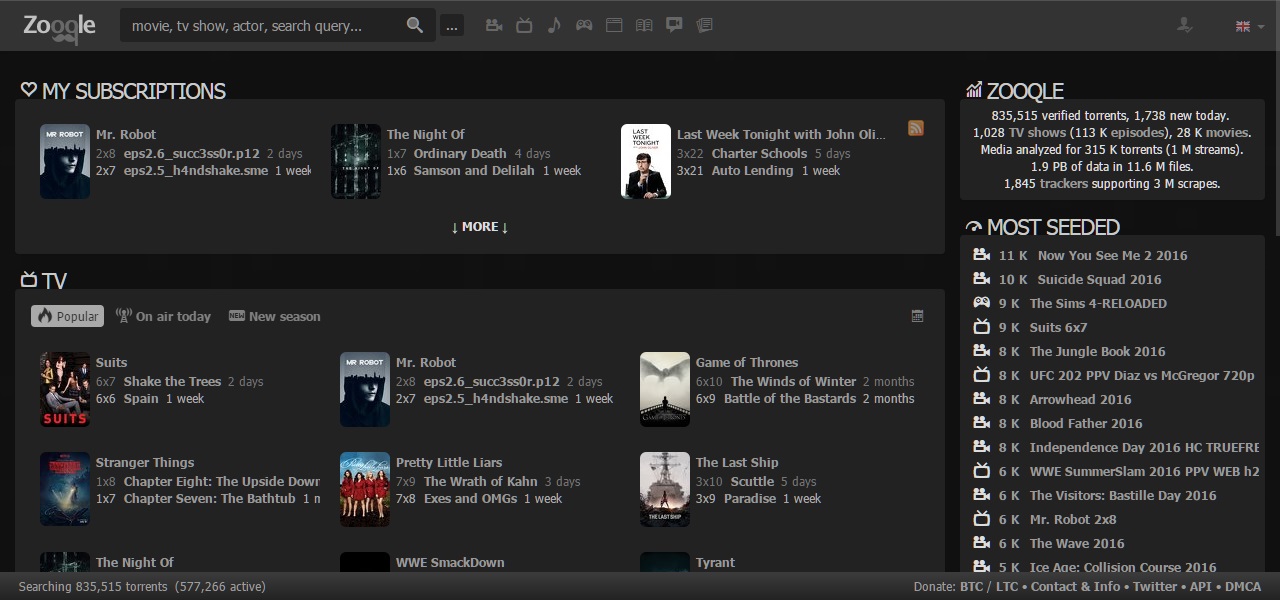 Zooqle
movie, tv show, actor, search query...
...
MY SUBSCRIPTIONS
MR ROBOT
Mr. Robot
2x8 eps2.6_succ3ss0r.p12 2 days
2x7 eps2.5_h4ndshake.sme 1 week
The Night Of
1x7 Ordinary Death 4 days
1x6 Samson and Delilah 1 week
LAST WEEK TONIGHT
Last Week Tonight with John Oli...
3x22 Charter Schools 5 days
3x21 Auto Lending 1 week
↓ MORE ↓
TV
Popular
On air today
NEW New season
SUITS
Suits
6x7 Shake the Trees 2 days
6x6 Spain 1 week
MR ROBOT
Mr. Robot
2x8 eps2.6_succ3ss0r.p12 2 days
2x7 eps2.5_h4ndshake.sme 1 week
Game of Thrones
6x10 The Winds of Winter 2 months
6x9 Battle of the Bastards 2 months
Stranger Things
1x8 Chapter Eight: The Upside Down
1x7 Chapter Seven: The Bathtub 1 m
Pretty Little Liars
7x9 The Wrath of Kahn 3 days
7x8 Exes and OMGs 1 week
THE LAST SHIP
The Last Ship
3x10 Scuttle 5 days
3x9 Paradise 1 week
The Night Of
WWE SmackDown
Tyrant
ZOOQLE
835,515 verified torrents, 1,738 new today.
1,028 TV shows (113 K episodes), 28 K movies.
Media analyzed for 315 K torrents (1 M streams).
1.9 PB of data in 11.6 M files.
1,845 trackers supporting 3 M scrapes.
MOST SEEDED
11 K Now You See Me 2 2016
10 K Suicide Squad 2016
9 K The Sims 4-RELOADED
9 K Suits 6x7
8 K The Jungle Book 2016
8 K UFC 202 PPV Diaz vs McGregor 720p
8 K Arrowhead 2016
8 K Blood Father 2016
8 K Independence Day 2016 HC TRUEFRE
6 K WWE SummerSlam 2016 PPV WEB h2
6 K The Visitors: Bastille Day 2016
6 K Mr. Robot 2x8
6 K The Wave 2016
5 K Ice Age: Collision Course 2016
Searching 835,515 torrents (577,266 active)
Donate: BTC / LTC • Contact & Info • Twitter • API • DMCA